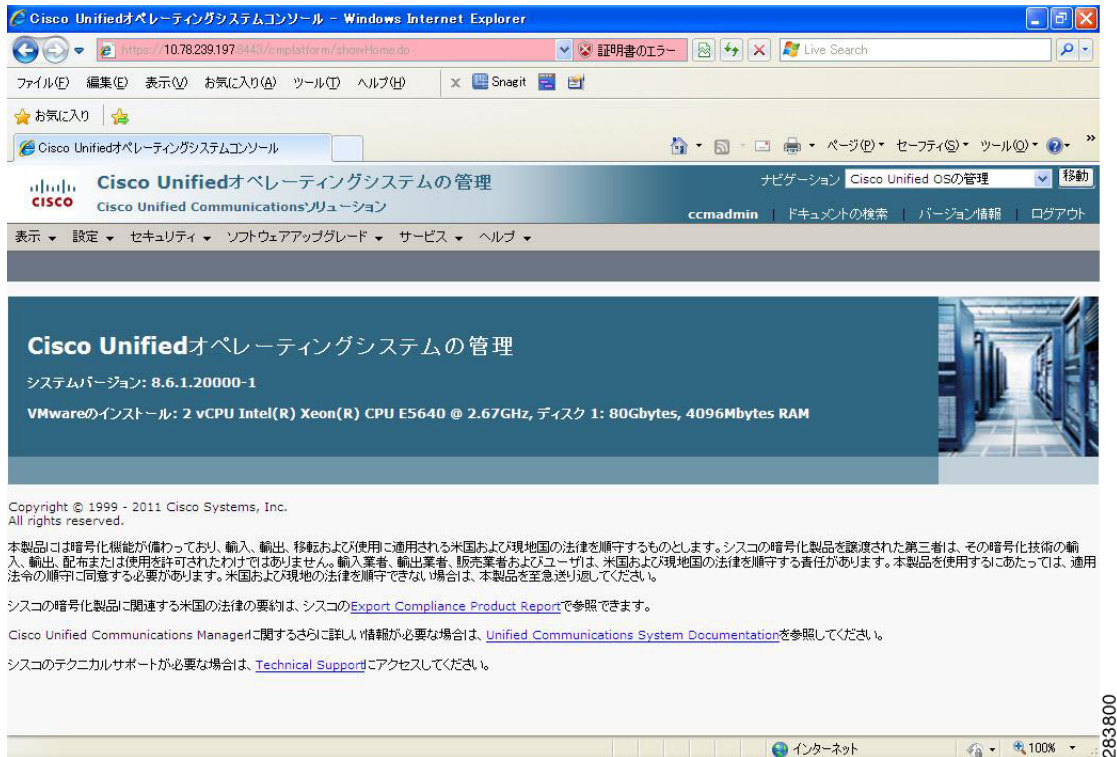 Cisco Unifiedオペレーティングシステムコンソール - Windows Internet Explorer
https://10.78.239.197:8443/cmplatform/showHome.do
証明書のエラー
Live Search
ファイル(F) 編集(E) 表示(V) お気に入り(A) ツール(T) ヘルプ(H)
x Snagit
お気に入り
Cisco Unifiedオペレーティングシステムコンソール
ページ(P) セーフティ(S) ツール(O)
CISCO
Cisco Unifiedオペレーティングシステムの管理
Cisco Unified Communicationsソリューション
ナビゲーション Cisco Unified OSの管理 移動
ccmadmin | ドキュメントの検索 | バージョン情報 | ログアウト
表示 設定 セキュリティ ソフトウェアアップグレード サービス ヘルプ
Cisco Unifiedオペレーティングシステムの管理
システムバージョン: 8.6.1.20000-1
VMwareのインストール: 2 vCPU Intel(R) Xeon(R) CPU E5640 @ 2.67GHz, ディスク 1: 80Gbytes, 4096Mbytes RAM
Copyright © 1999 - 2011 Cisco Systems, Inc.
All rights reserved.
本製品には暗号化機能が備わっており、輸入、輸出、移転および使用に適用される米国および現地国の法律を順守するものとします。シスコの暗号化製品を譲渡された第三者は、その暗号化技術の輸
入、輸出、配布または使用を許可されたわけではありません。輸入業者、輸出業者、販売業者およびユーザは、米国および現地国の法律を順守する責任があります。本製品を使用するにあたっては、適用
法令の順守に同意する必要があります。米国および現地の法律を順守できない場合は、本製品を至急送り返してください。
シスコの暗号化製品に関連する米国の法律の要約は、シスコのExport Compliance Product Reportで参照できます。
Cisco Unified Communications Managerに関するさらに詳しい情報が必要な場合は、Unified Communications System Documentationを参照してください。
シスコのテクニカルサポートが必要な場合は、Technical Supportにアクセスしてください。
インターネット
100%
283800